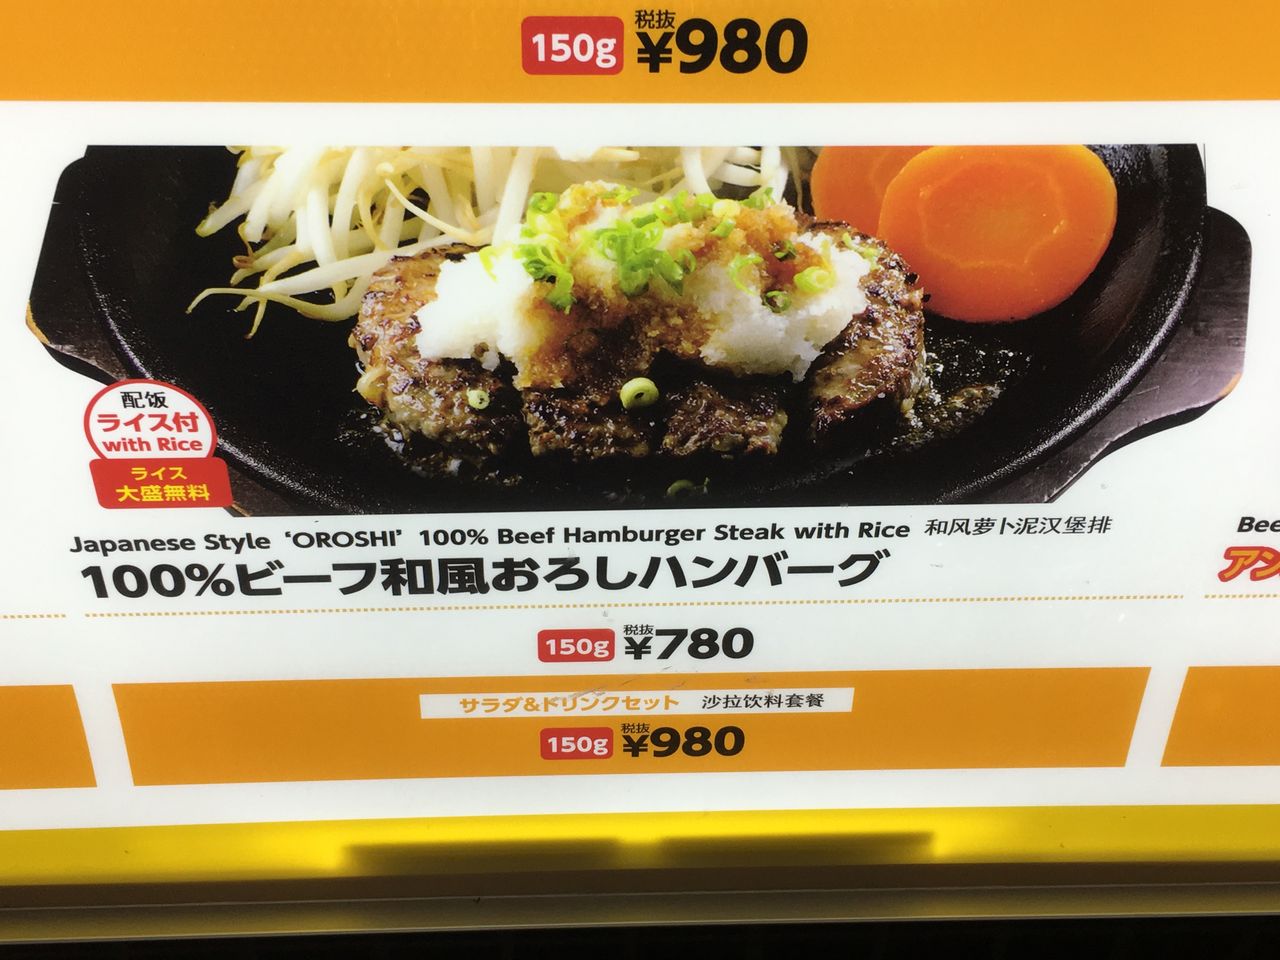 150g 税抜 ¥980
配饭
ライス付
with Rice
ライス
大盛無料
Japanese Style 'OROSHI' 100% Beef Hamburger Steak with Rice 和风萝卜泥汉堡排
100%ビーフ和風おろしハンバーグ
150g 税抜 ¥780
サラダ&ドリンクセット 沙拉饮料套餐
150g 税抜 ¥980
Bee
アン